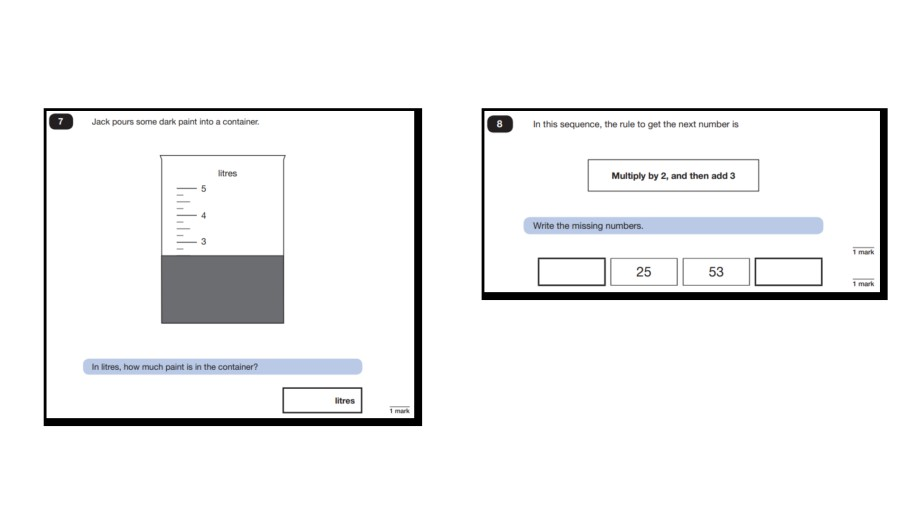 7
Jack pours some dark paint into a container.
litres
5
4
3
In litres, how much paint is in the container?
litres
1 mark
8
In this sequence, the rule to get the next number is
Multiply by 2, and then add 3
Write the missing numbers.
1 mark
25 53
1 mark